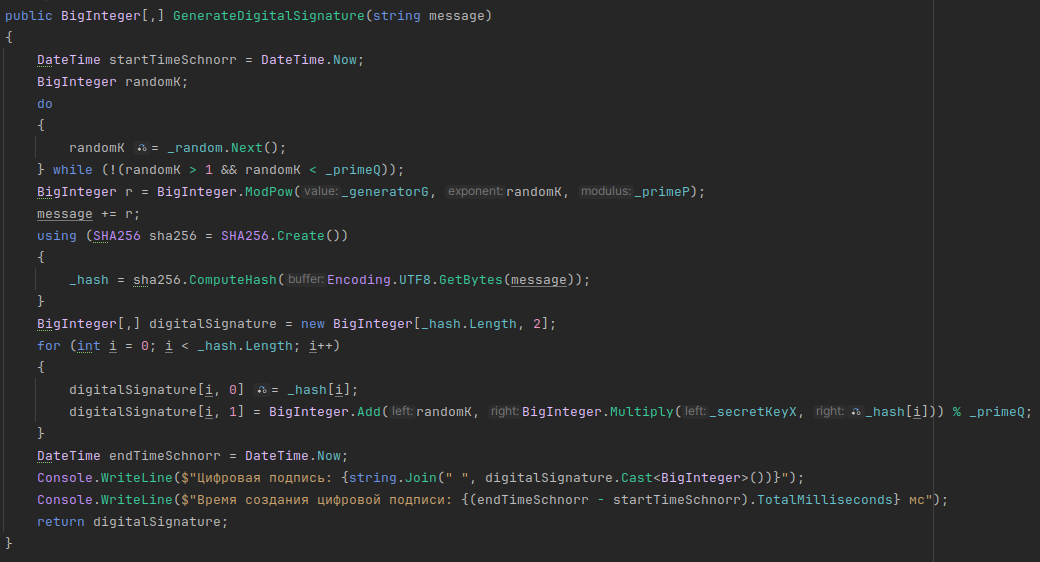 public BigInteger[,] GenerateDigitalSignature(string message)
{
DateTime startTimeSchnorr = DateTime.Now;
BigInteger randomK;
do
{
randomK = _random.Next();
} while (!(randomK > 1 && randomK < _primeQ));
BigInteger r = BigInteger.ModPow(value: _generatorG, exponent: randomK, modulus: _primeP);
message += r;
using (SHA256 sha256 = SHA256.Create())
{
_hash = sha256.ComputeHash(buffer: Encoding.UTF8.GetBytes(message));
}
BigInteger[,] digitalSignature = new BigInteger[_hash.Length, 2];
for (int i = 0; i < _hash.Length; i++)
{
digitalSignature[i, 0] = _hash[i];
digitalSignature[i, 1] = BigInteger.Add(left: randomK, right: BigInteger.Multiply(left: _secretKeyX, right: _hash[i])) % _primeQ;
}
DateTime endTimeSchnorr = DateTime.Now;
Console.WriteLine($"Цифровая подпись: {string.Join(" ", digitalSignature.Cast<BigInteger>())}");
Console.WriteLine($"Время создания цифровой подписи: {(endTimeSchnorr - startTimeSchnorr).TotalMilliseconds} мс");
return digitalSignature;
}